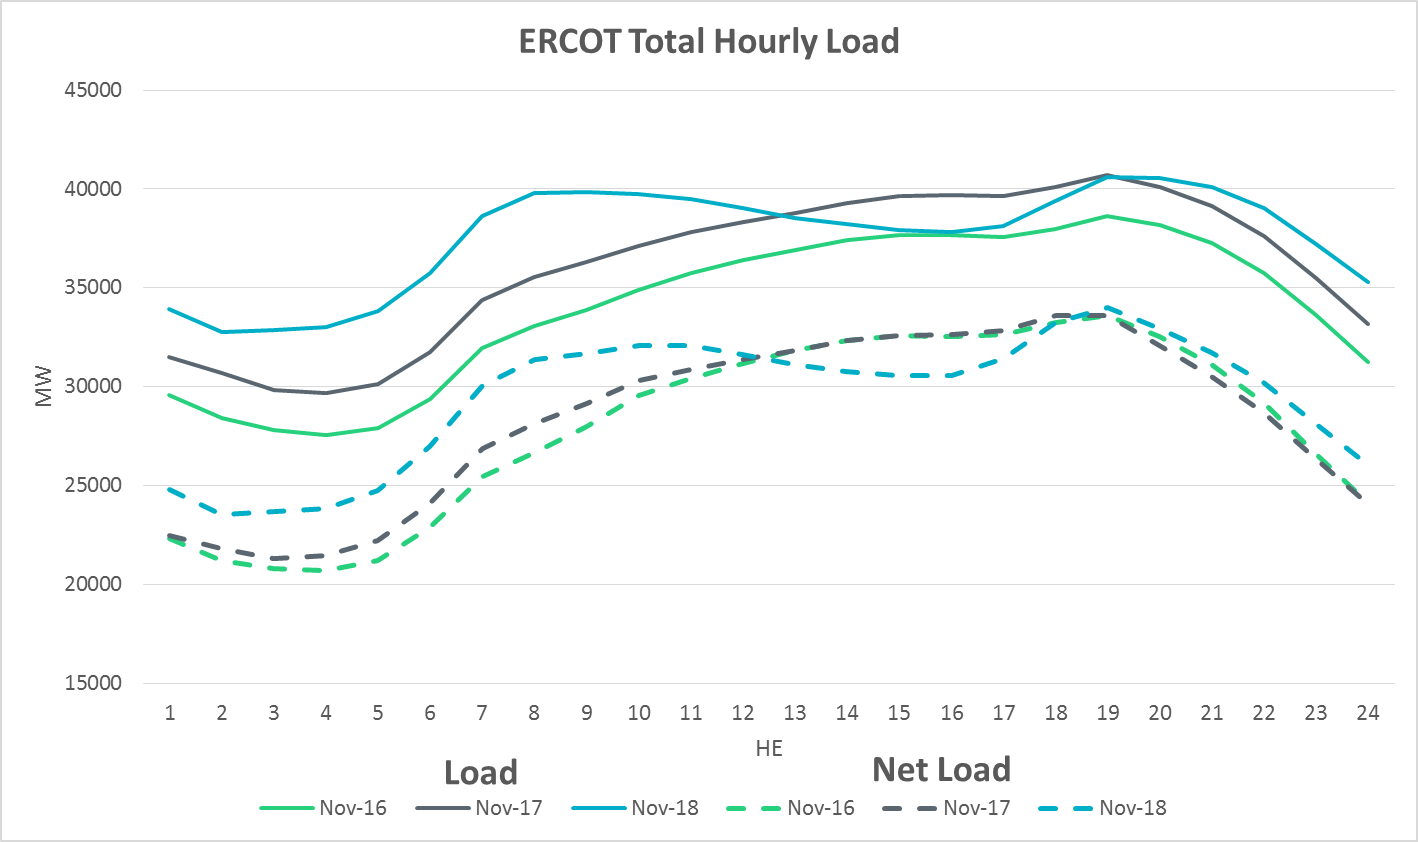 ERCOT Total Hourly Load
45000
40000
35000
30000
25000
20000
15000
MW
1 2 3 4 5 6 7 8 9 10 11 12 13 14 15 16 17 18 19 20 21 22 23 24
HE
Load Net Load
Nov-16 Nov-17 Nov-18 Nov-16 Nov-17 Nov-18